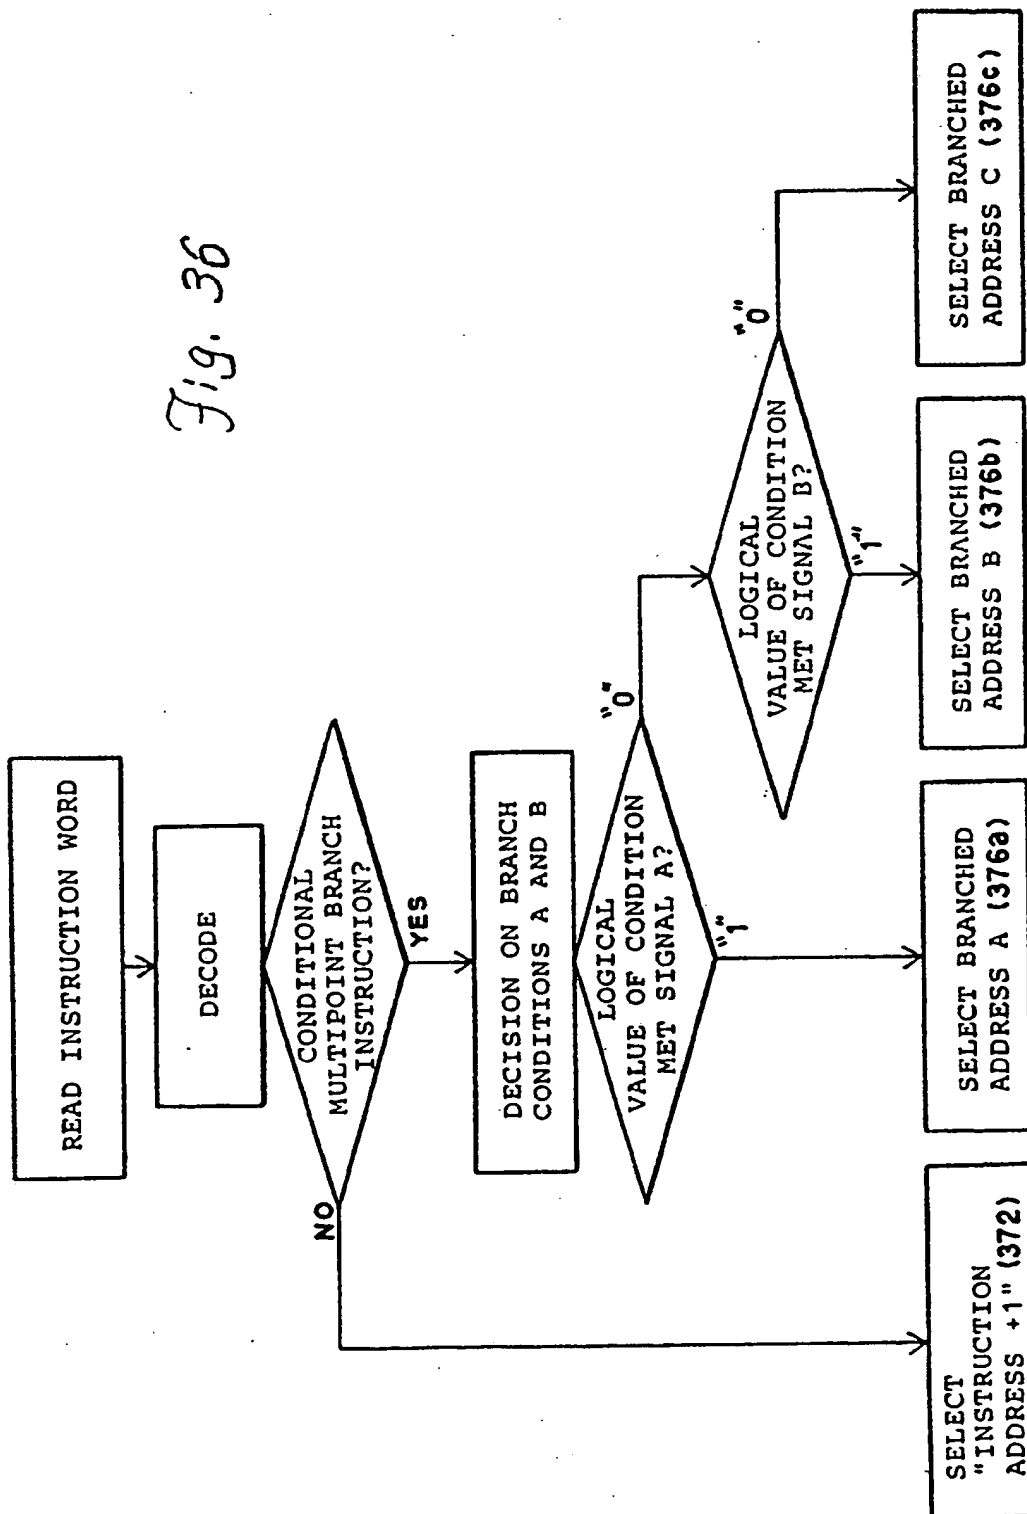 Fig. 36
READ INSTRUCTION WORD
DECODE
CONDITIONAL
MULTIPOINT BRANCH
INSTRUCTION?
NO
YES
DECISION ON BRANCH
CONDITIONS A AND B
LOGICAL
VALUE OF CONDITION
MET SIGNAL A?
"0"
"1"
LOGICAL
VALUE OF CONDITION
MET SIGNAL B?
"0"
"1"
SELECT
"INSTRUCTION
ADDRESS +1" (372)
SELECT BRANCHED
ADDRESS A (376a)
SELECT BRANCHED
ADDRESS B (376b)
SELECT BRANCHED
ADDRESS C (376c)